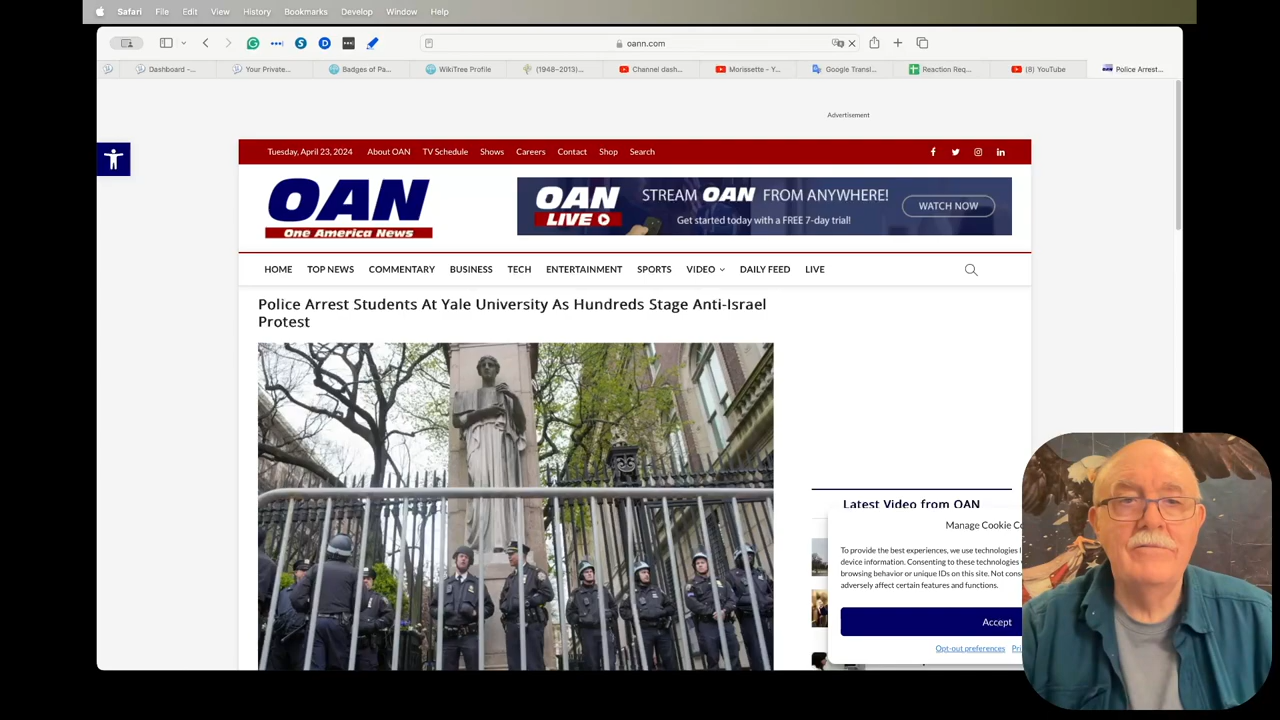 Safari File Edit View History Bookmarks Develop Window Help
oann.com
Dashboard -... Your Private... Badges of Pa... WikiTree Profile (1948–2013)... Channel dash... Morissette - Y... Google Transl... Reaction Req... (8) YouTube Police Arrest...
Advertisement
Tuesday, April 23, 2024 About OAN TV Schedule Shows Careers Contact Shop Search
OAN
One America News
OAN
LIVE
STREAM OAN FROM ANYWHERE!
Get started today with a FREE 7-day trial!
WATCH NOW
HOME TOP NEWS COMMENTARY BUSINESS TECH ENTERTAINMENT SPORTS VIDEO DAILY FEED LIVE
Police Arrest Students At Yale University As Hundreds Stage Anti-Israel
Protest
Latest Video from OAN
Manage Cookie Co
To provide the best experiences, we use technologies l
device information. Consenting to these technologies
browsing behavior or unique IDs on this site. Not cons
adversely affect certain features and functions.
Accept
Opt-out preferences Pri